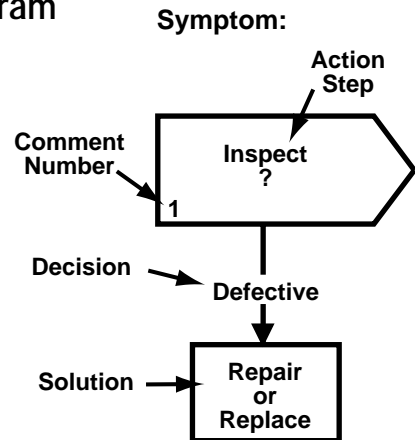 ram
Symptom:
Action
Step
Comment
Number
Inspect
?
1
Decision
Defective
Solution
Repair
or
Replace